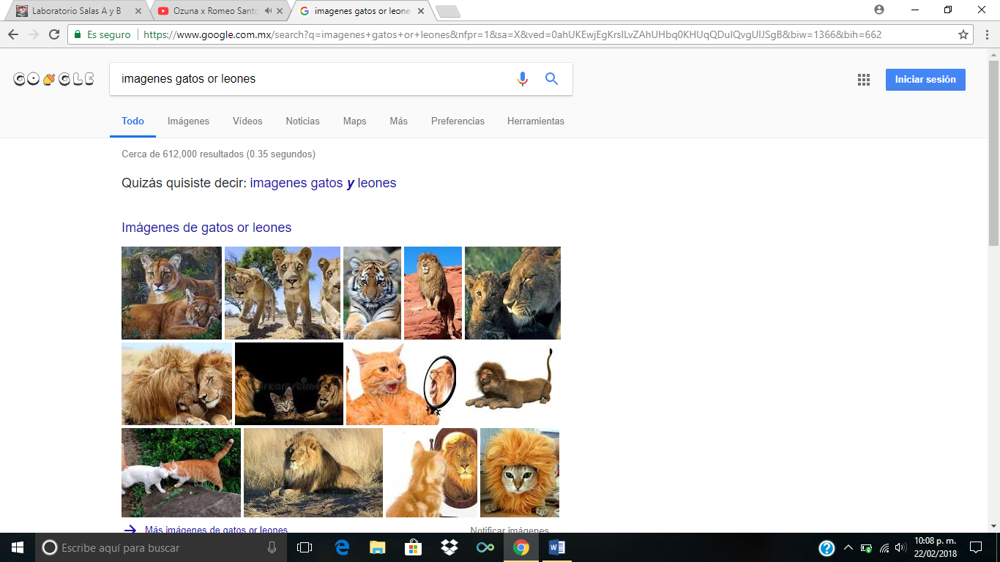 Laboratorio Salas A y B
Ozuna x Romeo Santo
imagenes gatos or leone
Es seguro
https://www.google.com.mx/search?q=imagenes+gatos+or+leones&nfpr=1&sa=X&ved=0ahUKEwjEgKrslLvZAhUHbq0KHUqQDuIQvgUIJSgB&biw=1366&bih=662
GOOGLE
imagenes gatos or leones
Iniciar sesión
Todo Imágenes Vídeos Noticias Maps Más Preferencias Herramientas
Cerca de 612,000 resultados (0.35 segundos)
Quizás quisiste decir: imagenes gatos y leones
Imágenes de gatos or leones
dreamstime
Más imágenes de gatos or leones
Notificar imágenes
Escribe aquí para buscar
10:08 p. m.
22/02/2018